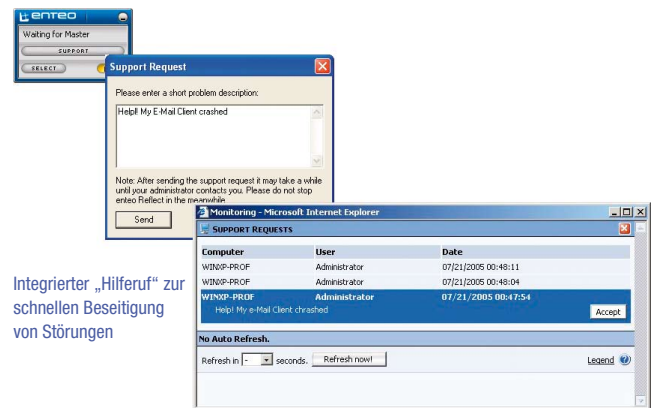 enteo
Waiting for Master
SUPPORT
SELECT
Support Request
Please enter a short problem description:
Help!! My E-Mail Client crashed
Note: After sending the support request it may take a while
until your administrator contacts you. Please do not stop
enteo Reflect in the meanwhile.
Send
Monitoring - Microsoft Internet Explorer
SUPPORT REQUESTS
Computer User Date
WINXP-PROF Administrator 07/21/2005 00:48:11
WINXP-PROF Administrator 07/21/2005 00:48:04
WINXP-PROF Administrator 07/21/2005 00:47:54
Help! My e-Mail Client chrashed
Accept
No Auto Refresh.
Refresh in - seconds. Refresh now! Legend
Integrierter „Hilferuf“ zur
schnellen Beseitigung
von Störungen